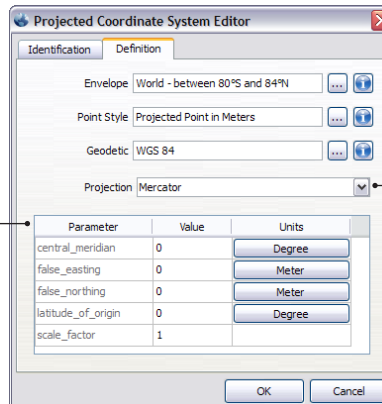 Projected Coordinate System Editor
Identification Definition
Envelope World - between 80°S and 84°N ...
Point Style Projected Point in Meters ...
Geodetic WGS 84 ...
Projection Mercator
Parameter Value Units
central_meridian 0 Degree
false_easting 0 Meter
false_northing 0 Meter
latitude_of_origin 0 Degree
scale_factor 1
OK Cancel